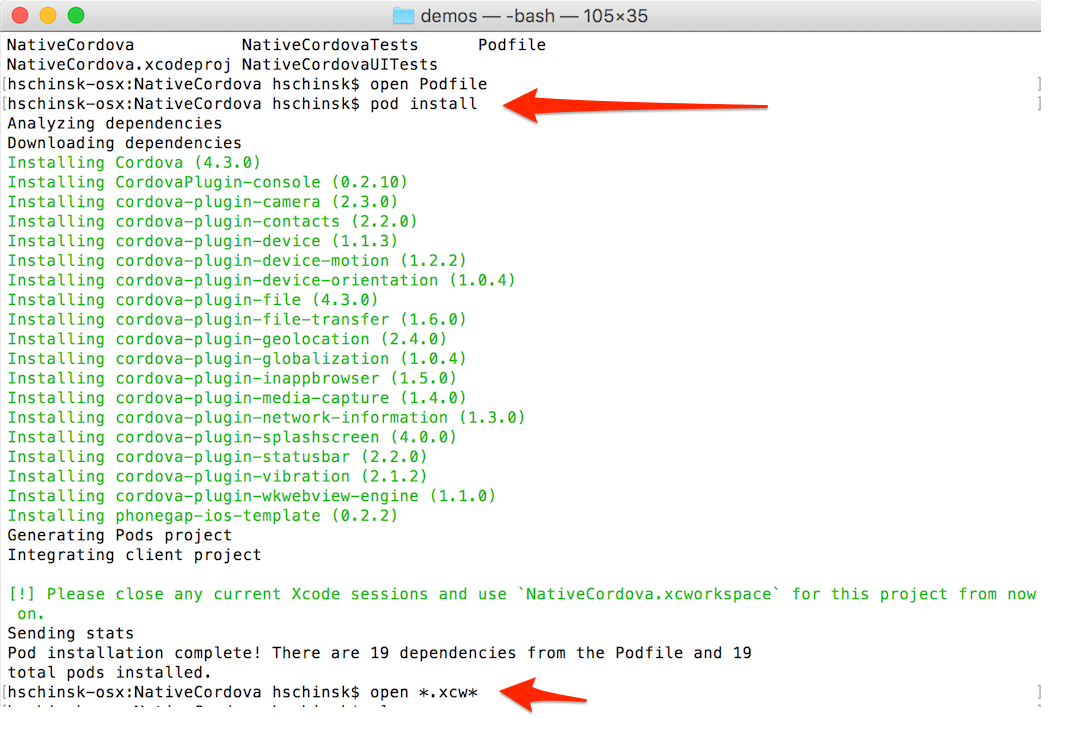 demos — -bash — 105×35
NativeCordova NativeCordovaTests Podfile
NativeCordova.xcodeproj NativeCordovaUITests
[hschinsk-osx:NativeCordova hschinsk$ open Podfile ]
[hschinsk-osx:NativeCordova hschinsk$ pod install ]
Analyzing dependencies
Downloading dependencies
Installing Cordova (4.3.0)
Installing CordovaPlugin-console (0.2.10)
Installing cordova-plugin-camera (2.3.0)
Installing cordova-plugin-contacts (2.2.0)
Installing cordova-plugin-device (1.1.3)
Installing cordova-plugin-device-motion (1.2.2)
Installing cordova-plugin-device-orientation (1.0.4)
Installing cordova-plugin-file (4.3.0)
Installing cordova-plugin-file-transfer (1.6.0)
Installing cordova-plugin-geolocation (2.4.0)
Installing cordova-plugin-globalization (1.0.4)
Installing cordova-plugin-inappbrowser (1.5.0)
Installing cordova-plugin-media-capture (1.4.0)
Installing cordova-plugin-network-information (1.3.0)
Installing cordova-plugin-splashscreen (4.0.0)
Installing cordova-plugin-statusbar (2.2.0)
Installing cordova-plugin-vibration (2.1.2)
Installing cordova-plugin-wkwebview-engine (1.1.0)
Installing phonegap-ios-template (0.2.2)
Generating Pods project
Integrating client project
[!] Please close any current Xcode sessions and use `NativeCordova.xcworkspace` for this project from now
on.
Sending stats
Pod installation complete! There are 19 dependencies from the Podfile and 19
total pods installed.
[hschinsk-osx:NativeCordova hschinsk$ open *.xcw* ]